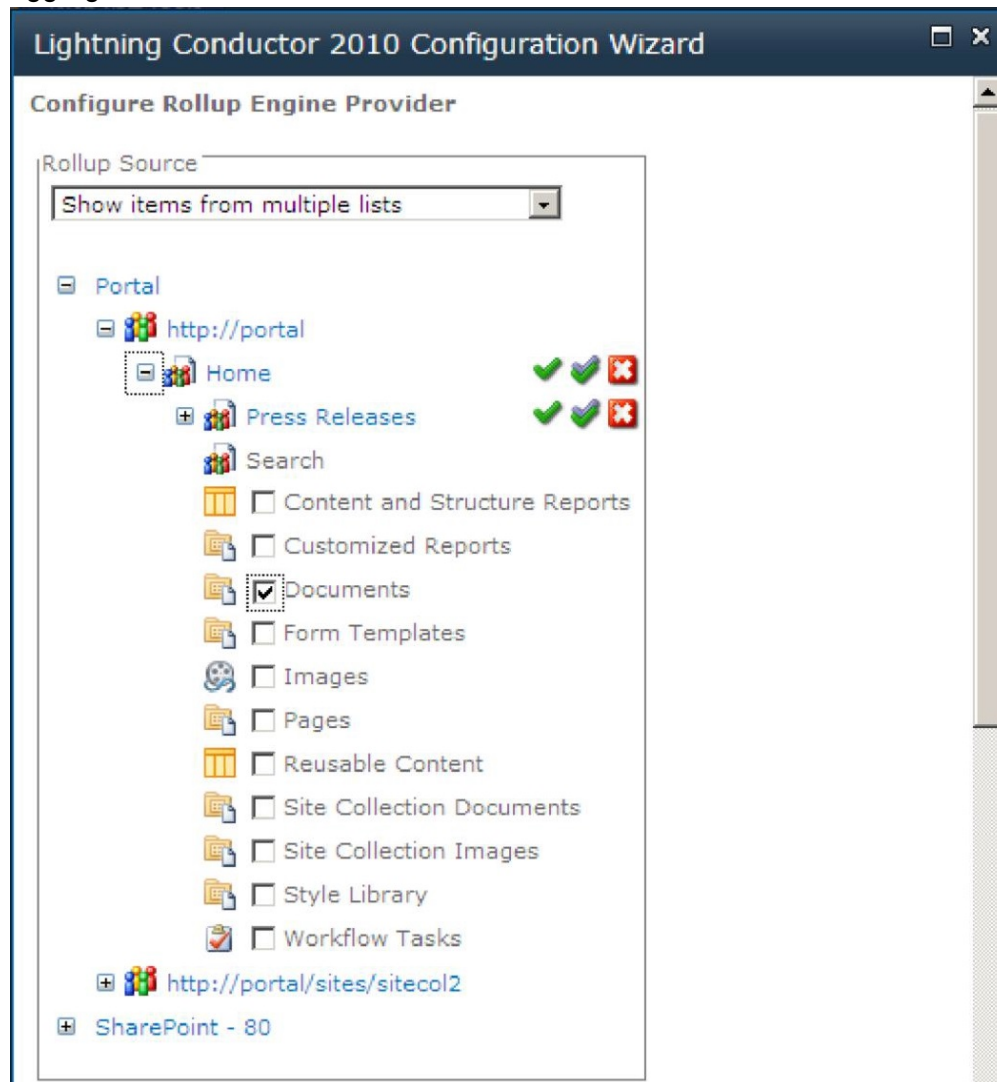 Lightning Conductor 2010 Configuration Wizard
Configure Rollup Engine Provider
Rollup Source
Show items from multiple lists
Portal
http://portal
Home
Press Releases
Search
Content and Structure Reports
Customized Reports
Documents
Form Templates
Images
Pages
Reusable Content
Site Collection Documents
Site Collection Images
Style Library
Workflow Tasks
http://portal/sites/sitecol2
SharePoint - 80